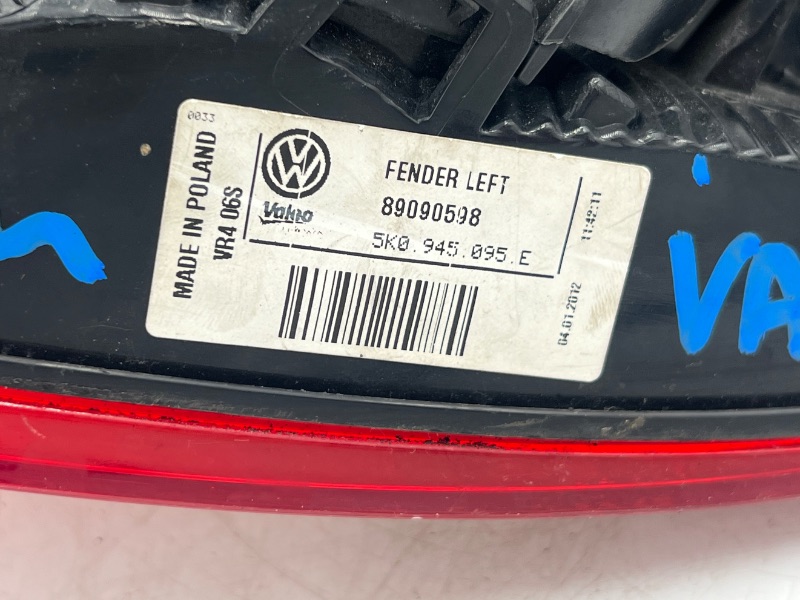 0033
MADE IN POLAND
VR4 06S
Valeo
FENDER LEFT
89090598
5K0.945.095.E
11:42:11
04.01.2012
VA